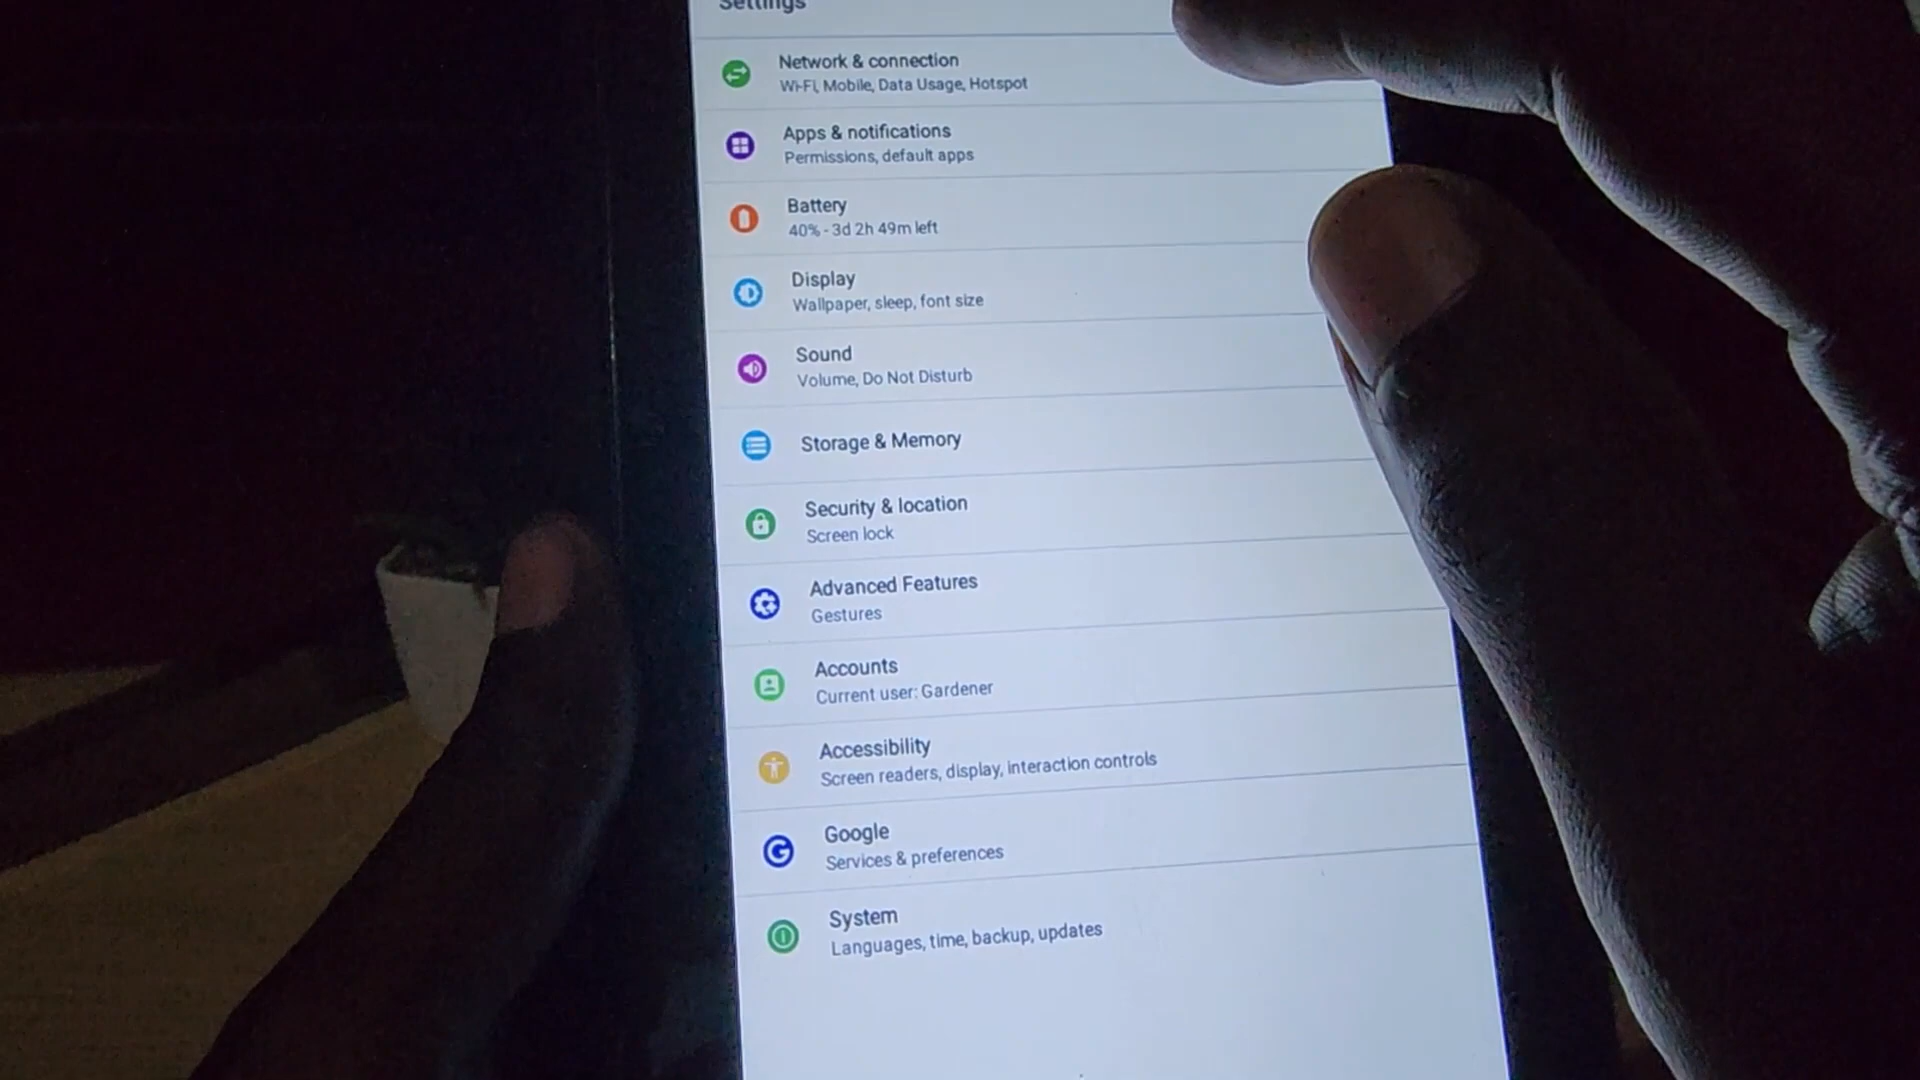 Settings
Network & connection
Wi-Fi, Mobile, Data Usage, Hotspot
Apps & notifications
Permissions, default apps
Battery
40% - 3d 2h 49m left
Display
Wallpaper, sleep, font size
Sound
Volume, Do Not Disturb
Storage & Memory
Security & location
Screen lock
Advanced Features
Gestures
Accounts
Current user: Gardener
Accessibility
Screen readers, display, interaction controls
Google
Services & preferences
System
Languages, time, backup, updates